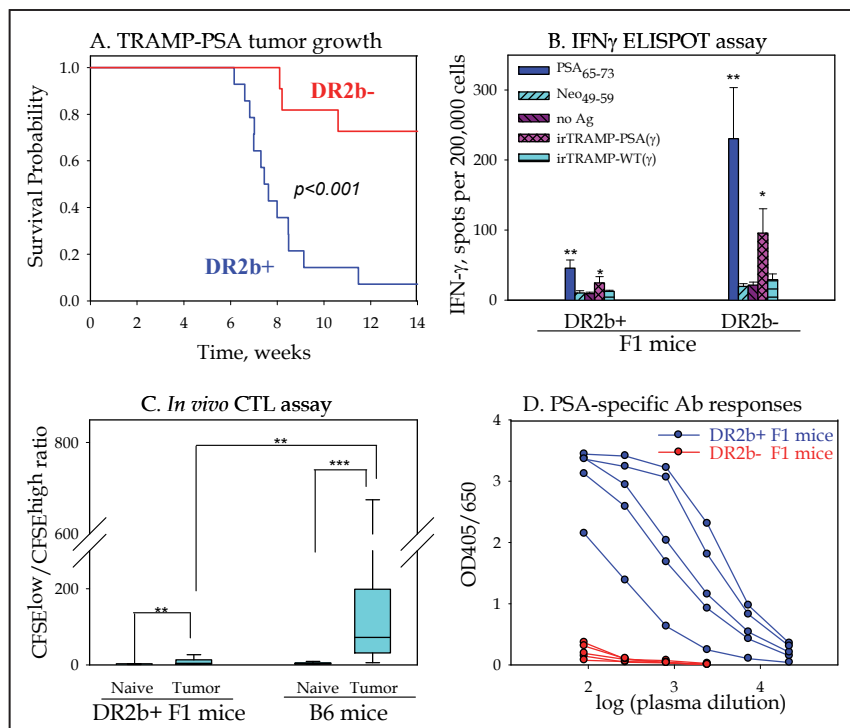 A. TRAMP-PSA tumor growth
Survival Probability
1.0
0.8
0.6
0.4
0.2
0.0
DR2b-
p<0.001
DR2b+
0 2 4 6 8 10 12 14
Time, weeks
B. IFNγ ELISPOT assay
IFN-γ, spots per 200,000 cells
300
200
100
0
PSA65-73
Neo49-59
no Ag
irTRAMP-PSA(γ)
irTRAMP-WT(γ)
**
*
**
*
DR2b+ DR2b-
F1 mice
C. In vivo CTL assay
CFSElow/CFSEhigh ratio
800
600
200
0
**
***
**
Naive Tumor Naive Tumor
DR2b+ F1 mice B6 mice
D. PSA-specific Ab responses
OD405/650
4
3
2
1
0
DR2b+ F1 mice
DR2b- F1 mice
2 3 4
log (plasma dilution)